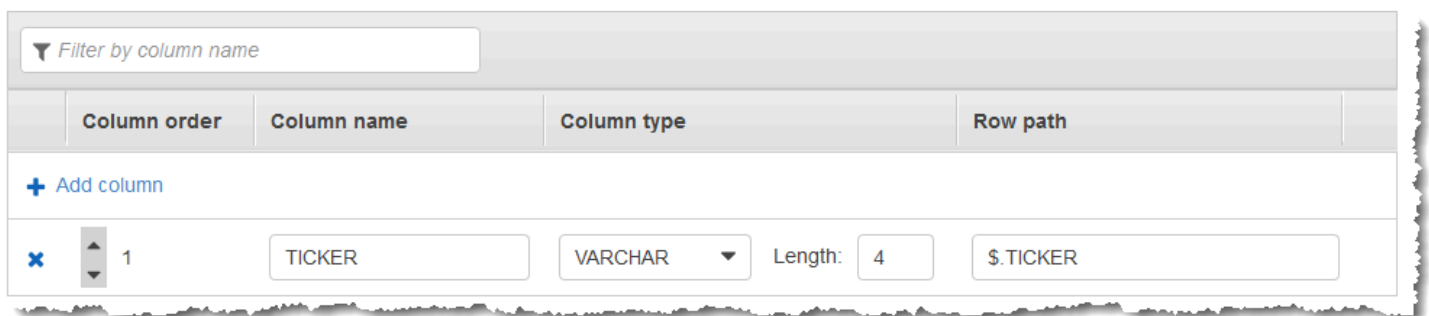 Filter by column name
Column order Column name Column type Row path
Add column
1 TICKER VARCHAR Length: 4 $.TICKER